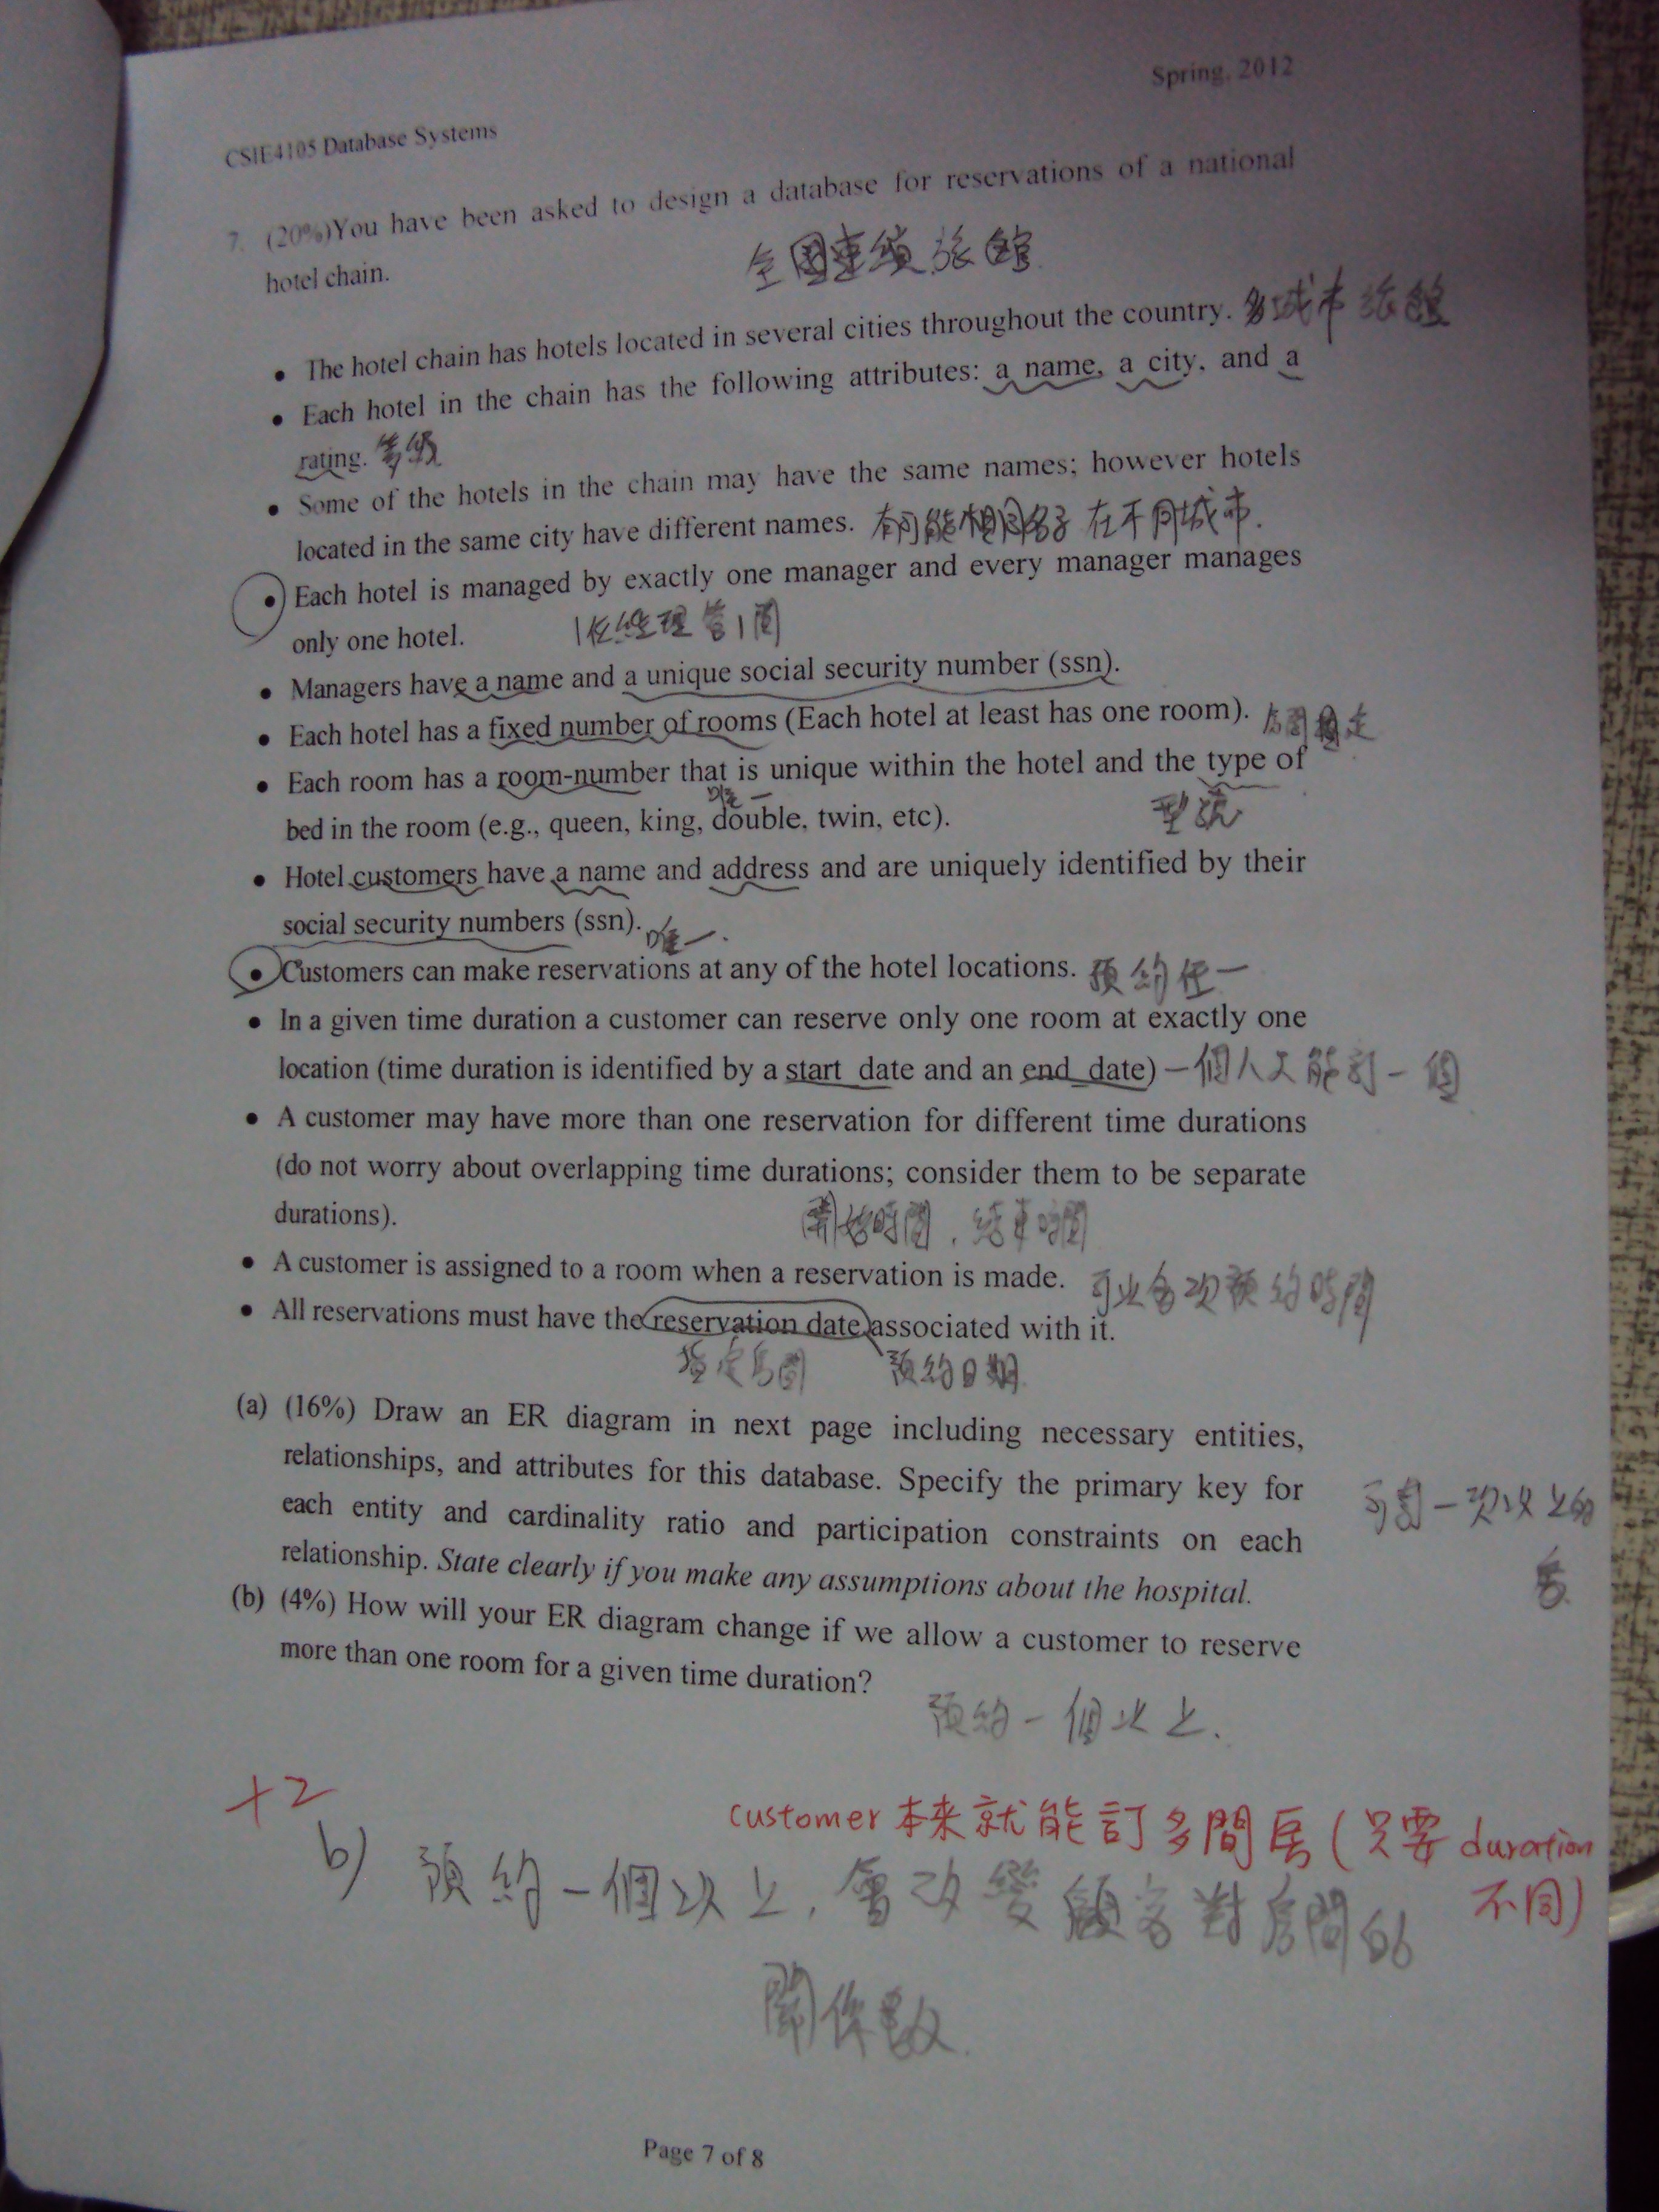 Spring, 2012
CSIE4105 Database Systems
7. (20%)You have been asked to design a database for reservations of a national
hotel chain.
全国連鎖旅館
• The hotel chain has hotels located in several cities throughout the country. 多城市旅館
• Each hotel in the chain has the following attributes: a name, a city, and a
rating. 等級
• Some of the hotels in the chain may have the same names; however hotels
located in the same city have different names. 有可能相同名子在不同城市.
• Each hotel is managed by exactly one manager and every manager manages
only one hotel. 1位經理管1間
• Managers have a name and a unique social security number (ssn).
• Each hotel has a fixed number of rooms (Each hotel at least has one room). 房間固定
• Each room has a room-number that is unique within the hotel and the type of
唯一
bed in the room (e.g., queen, king, double, twin, etc). 型號
• Hotel customers have a name and address and are uniquely identified by their
social security numbers (ssn). 唯一.
• Customers can make reservations at any of the hotel locations. 預約任一
• In a given time duration a customer can reserve only one room at exactly one
location (time duration is identified by a start_date and an end_date) 一個人只能訂一個
• A customer may have more than one reservation for different time durations
(do not worry about overlapping time durations; consider them to be separate
durations). 開始時間, 結束時間
• A customer is assigned to a room when a reservation is made. 可以多次預約時間
• All reservations must have the reservation date associated with it.
指定房間 預約日期
(a) (16%) Draw an ER diagram in next page including necessary entities,
relationships, and attributes for this database. Specify the primary key for
each entity and cardinality ratio and participation constraints on each
relationship. State clearly if you make any assumptions about the hospital.
可訂一次以上的
房
(b) (4%) How will your ER diagram change if we allow a customer to reserve
more than one room for a given time duration?
預約一個以上.
+2
customer 本来就能訂多間房(只要 duration
不同)
b) 預約一個以上, 會改變顧客對房間的
關係數.
Page 7 of 8